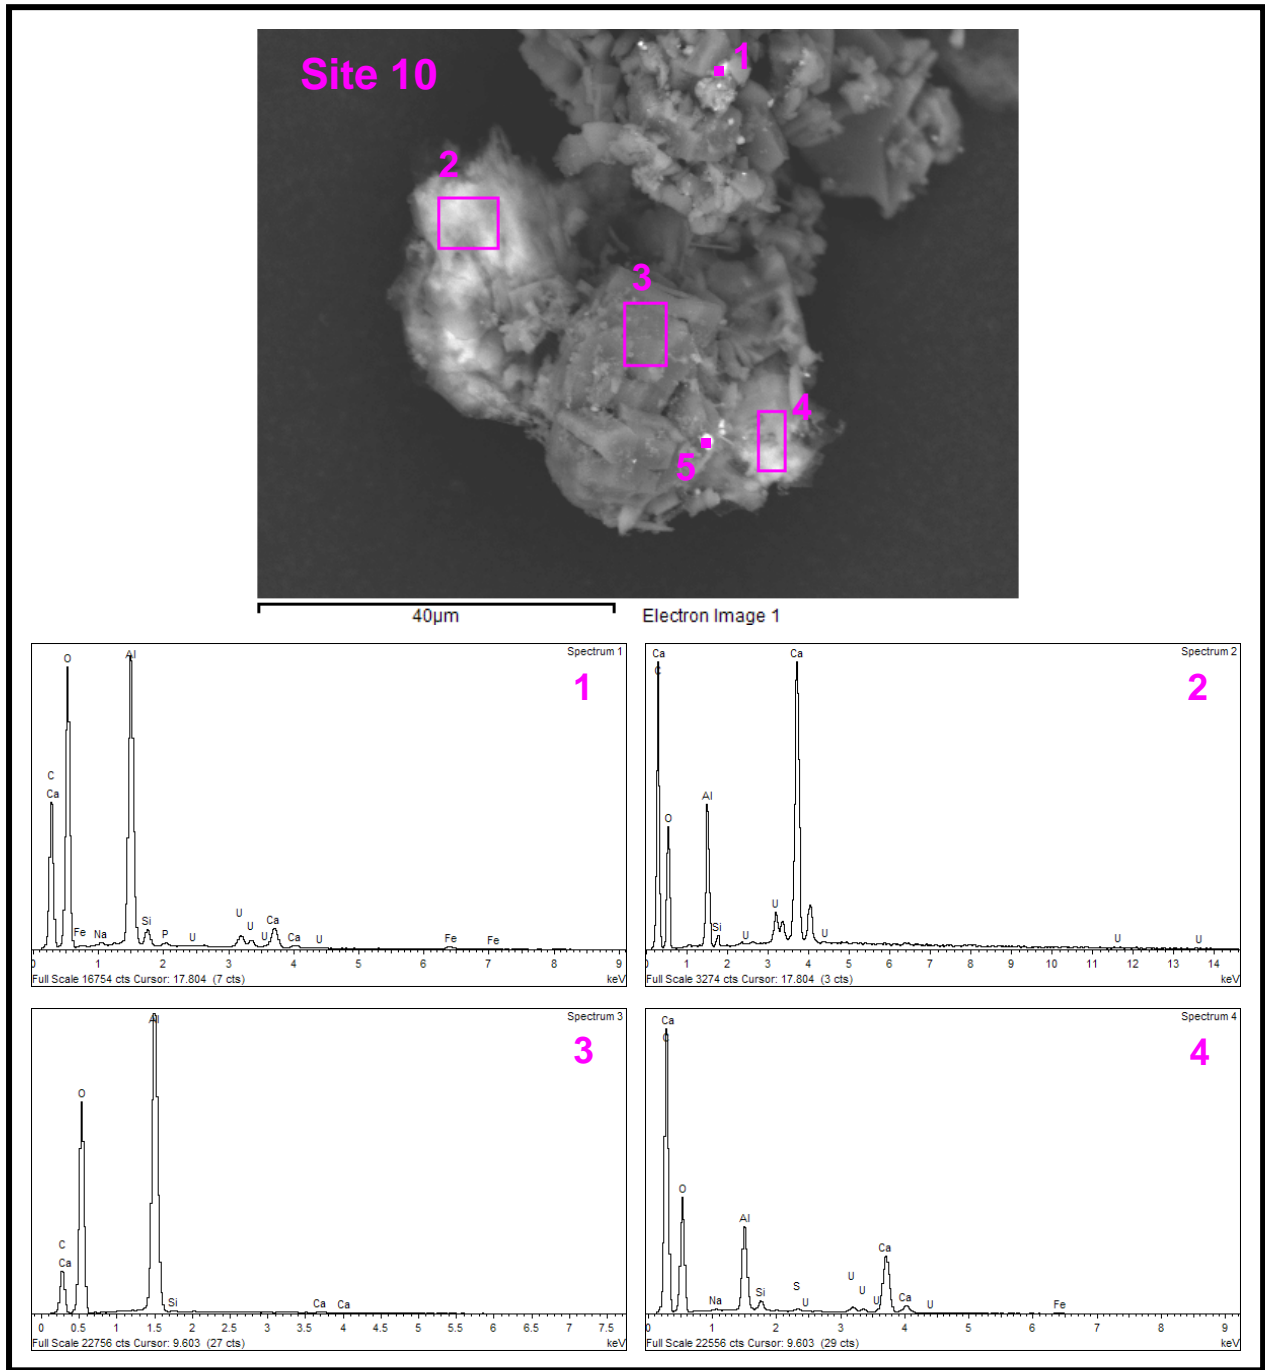 Site 10
1
2
3
4
5
40µm
Electron Image 1
Spectrum 1
1
O
Al
C
Ca
Fe
Na
Si
P
U
U
U
U
Ca
Ca
U
Fe
Fe
0 1 2 3 4 5 6 7 8 9
Full Scale 16754 cts Cursor: 17.804 (7 cts)
keV
Spectrum 2
2
Ca
C
O
Al
Si
U
U
Ca
U
U
U
1 2 3 4 5 6 7 8 9 10 11 12 13 14
Full Scale 3274 cts Cursor: 17.804 (3 cts)
keV
Spectrum 3
3
Al
O
C
Ca
Si
Ca
Ca
0 0.5 1 1.5 2 2.5 3 3.5 4 4.5 5 5.5 6 6.5 7 7.5
Full Scale 22756 cts Cursor: 9.603 (27 cts)
keV
Spectrum 4
4
Ca
C
O
Al
Na
Si
S
U
U
U
U
Ca
Ca
U
Fe
0 1 2 3 4 5 6 7 8 9
Full Scale 22556 cts Cursor: 9.603 (29 cts)
keV